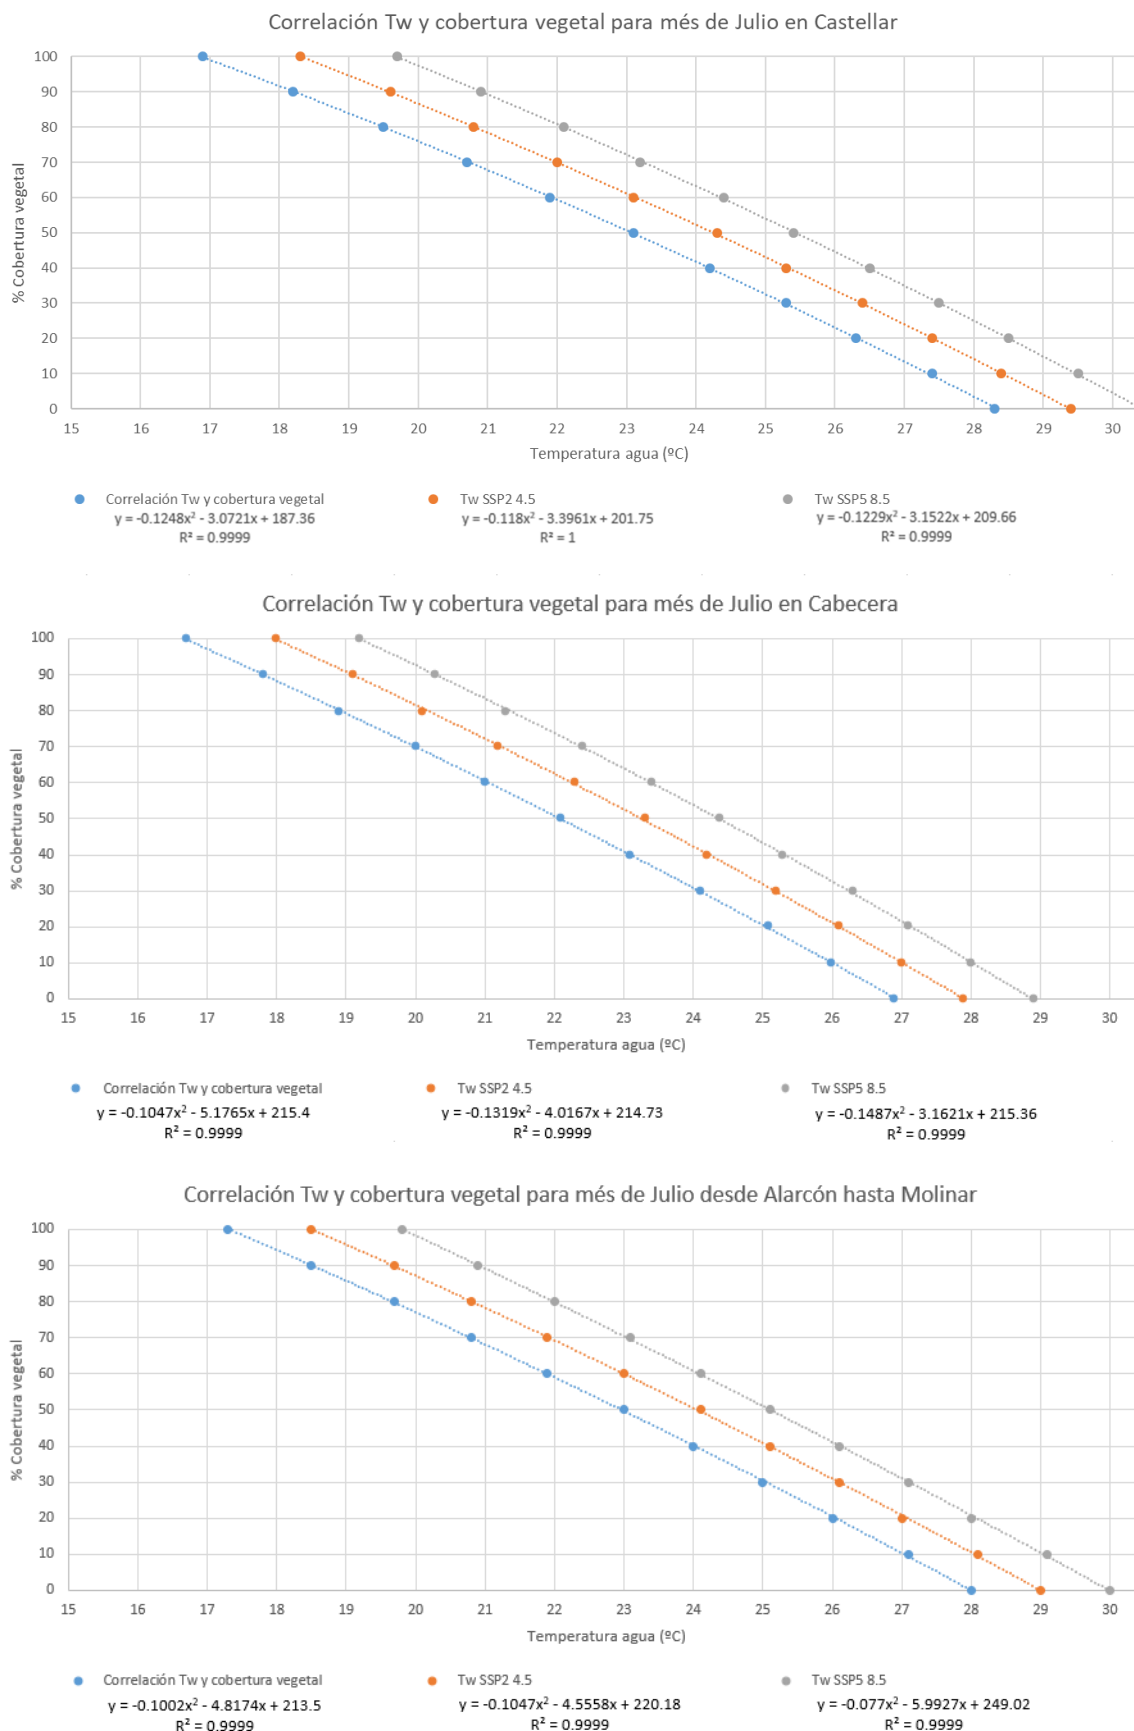 Correlación Tw y cobertura vegetal para més de Julio en Castellar
% Cobertura vegetal
100
90
80
70
60
50
40
30
20
10
0
15 16 17 18 19 20 21 22 23 24 25 26 27 28 29 30
Temperatura agua (ºC)
Correlación Tw y cobertura vegetal Tw SSP2 4.5 Tw SSP5 8.5
y = -0.1248x² - 3.0721x + 187.36 y = -0.118x² - 3.3961x + 201.75 y = -0.1229x² - 3.1522x + 209.66
R² = 0.9999 R² = 1 R² = 0.9999
Correlación Tw y cobertura vegetal para més de Julio en Cabecera
% Cobertura vegetal
100
90
80
70
60
50
40
30
20
10
0
15 16 17 18 19 20 21 22 23 24 25 26 27 28 29 30
Temperatura agua (ºC)
Correlación Tw y cobertura vegetal Tw SSP2 4.5 Tw SSP5 8.5
y = -0.1047x² - 5.1765x + 215.4 y = -0.1319x² - 4.0167x + 214.73 y = -0.1487x² - 3.1621x + 215.36
R² = 0.9999 R² = 0.9999 R² = 0.9999
Correlación Tw y cobertura vegetal para més de Julio desde Alarcón hasta Molinar
% Cobertura vegetal
100
90
80
70
60
50
40
30
20
10
0
15 16 17 18 19 20 21 22 23 24 25 26 27 28 29 30
Temperatura agua (ºC)
Correlación Tw y cobertura vegetal Tw SSP2 4.5 Tw SSP5 8.5
y = -0.1002x² - 4.8174x + 213.5 y = -0.1047x² - 4.5558x + 220.18 y = -0.077x² - 5.9927x + 249.02
R² = 0.9999 R² = 0.9999 R² = 0.9999